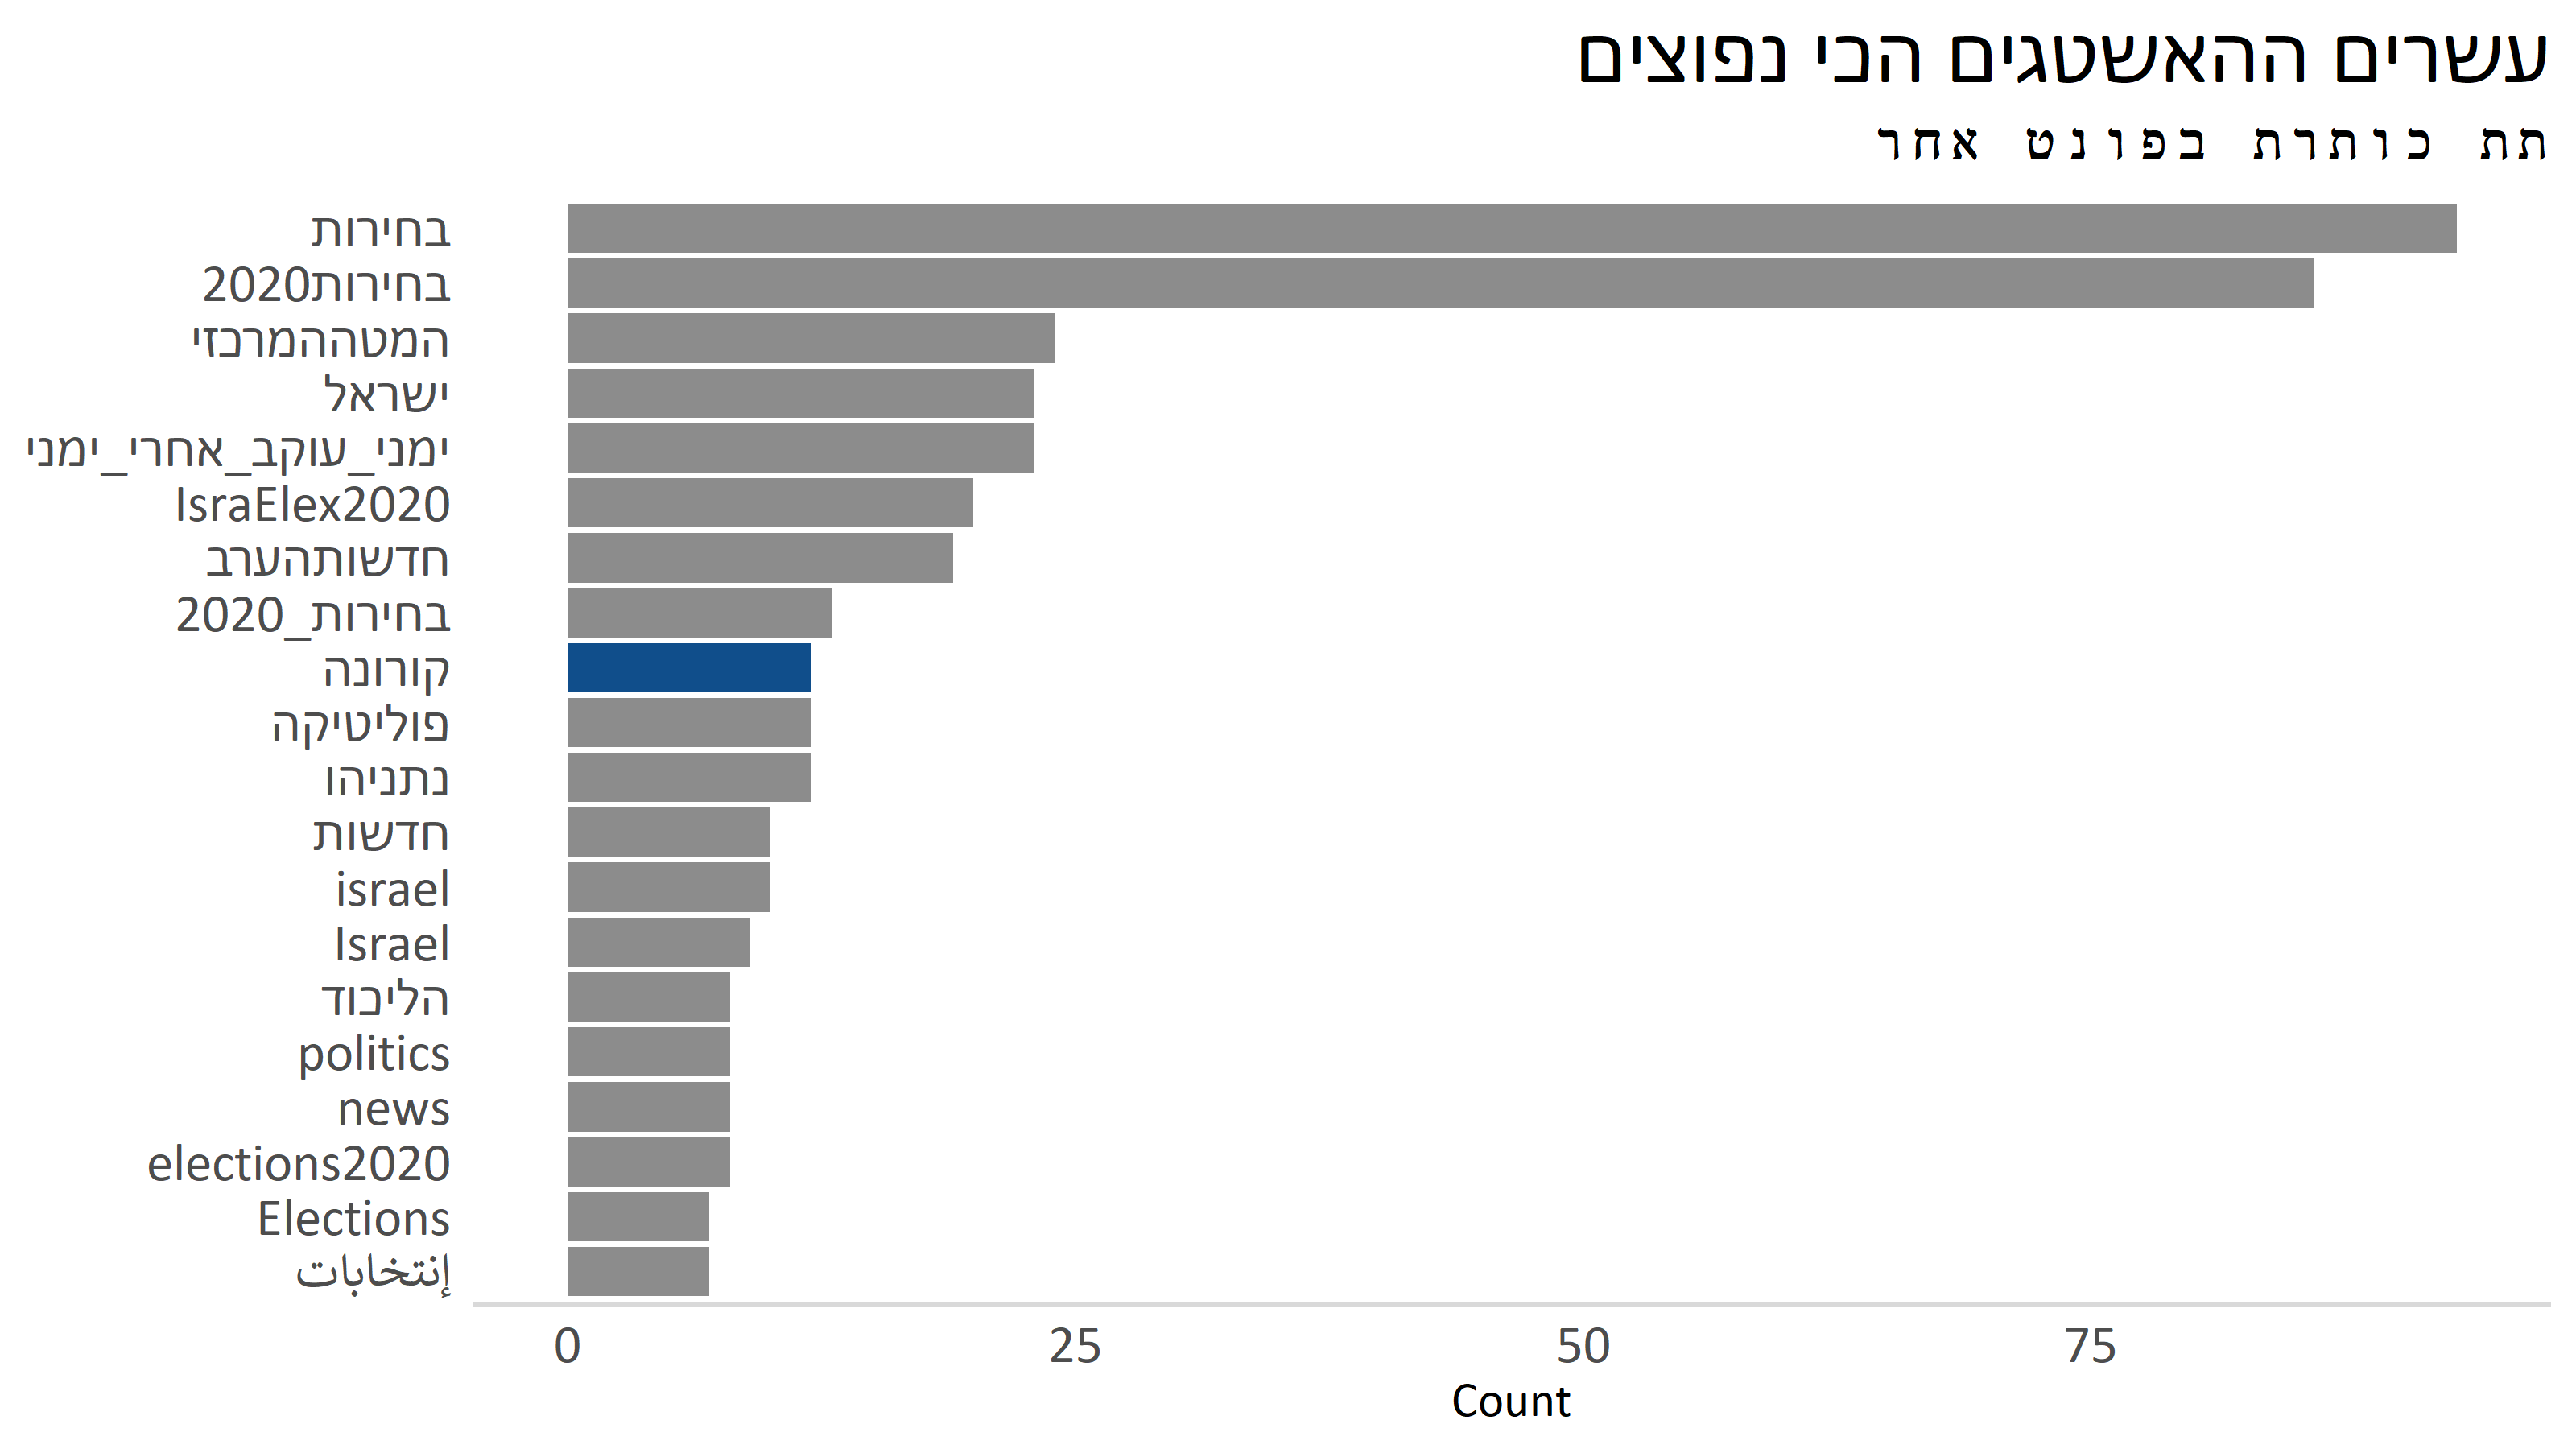 עשרים ההאשטגים הכי נפוצים
תת כותרת בפונט אחר
בחירות
בחירות2020
המטההמרכזי
ישראל
ימני_עוקב_אחרי_ימני
IsraElex2020
חדשותהערב
בחירות_2020
קורונה
פוליטיקה
נתניהו
חדשות
israel
Israel
הליכוד
politics
news
elections2020
Elections
إنتخابات
0 25 50 75
Count